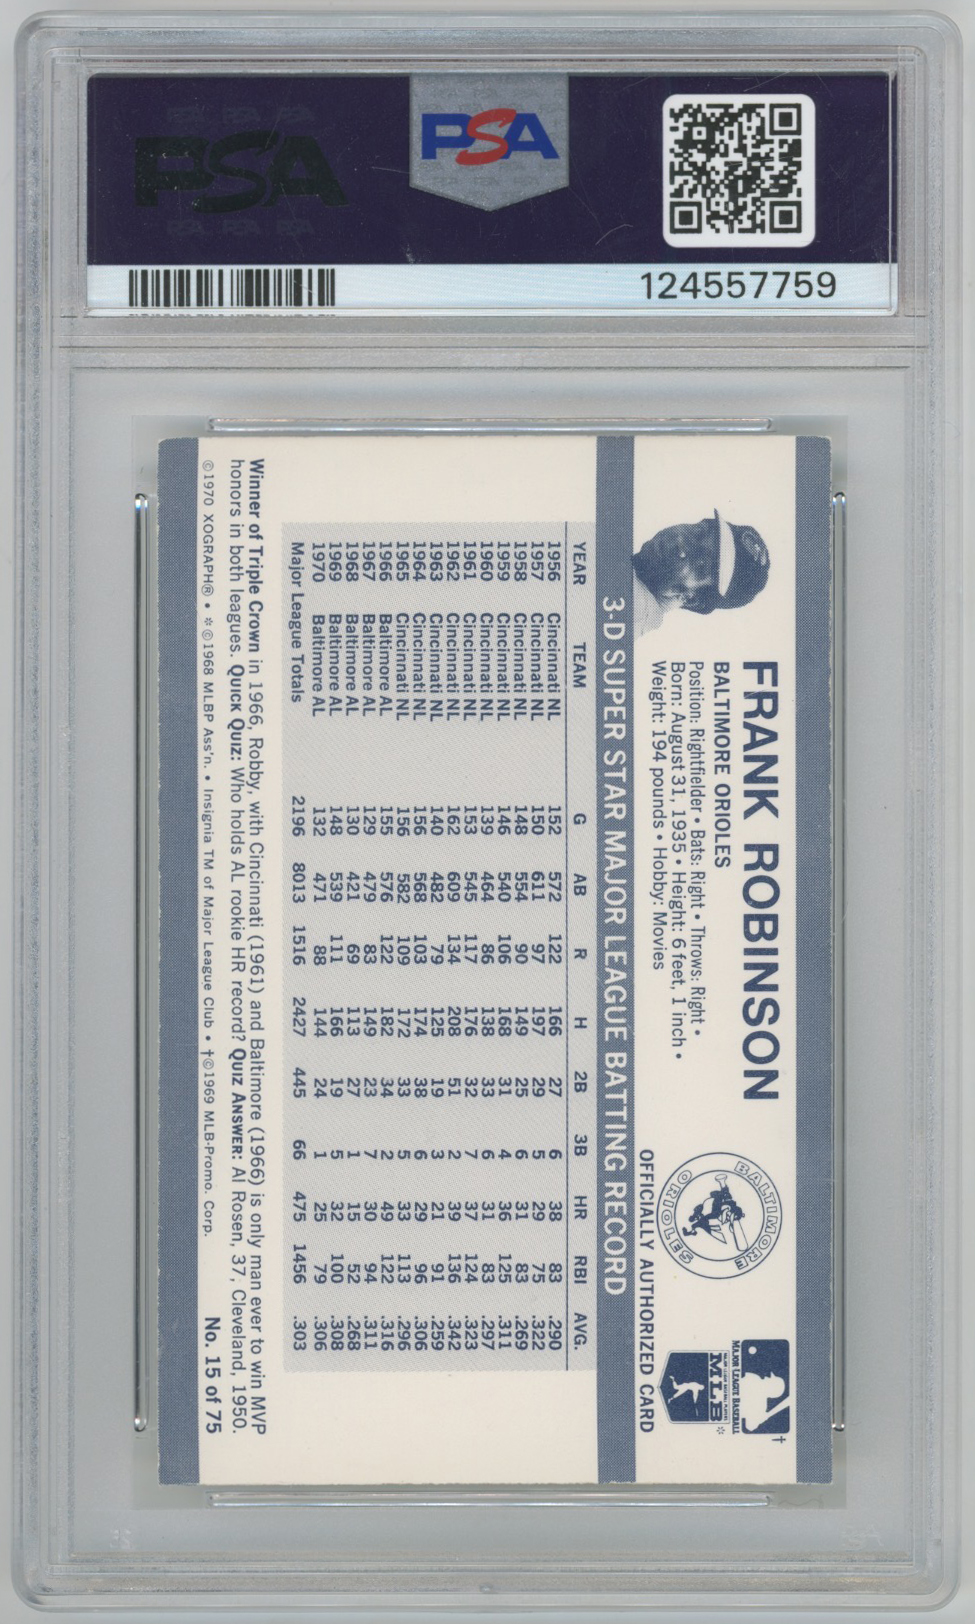 PSA
PSA
124557759
FRANK ROBINSON
BALTIMORE ORIOLES
Position: Rightfielder • Bats: Right • Throws: Right •
Born: August 31, 1935 • Height: 6 feet, 1 inch •
Weight: 194 pounds • Hobby: Movies
BALTIMORE
ORIOLES
MAJOR LEAGUE BASEBALL †
MLB *
OFFICIALLY AUTHORIZED CARD
3-D SUPER STAR MAJOR LEAGUE BATTING RECORD
YEAR TEAM G AB R H 2B 3B HR RBI AVG.
1956 Cincinnati NL 152 572 122 166 27 6 38 83 .290
1957 Cincinnati NL 150 611 97 197 29 5 29 75 .322
1958 Cincinnati NL 148 554 90 149 25 6 31 83 .269
1959 Cincinnati NL 146 540 106 168 31 4 36 125 .311
1960 Cincinnati NL 139 464 86 138 33 6 31 83 .297
1961 Cincinnati NL 153 545 117 176 32 7 37 124 .323
1962 Cincinnati NL 162 609 134 208 51 2 39 136 .342
1963 Cincinnati NL 140 482 79 125 19 3 21 91 .259
1964 Cincinnati NL 156 568 103 174 38 6 29 96 .306
1965 Cincinnati NL 156 582 109 172 33 5 33 113 .296
1966 Baltimore AL 155 576 122 182 34 2 49 122 .316
1967 Baltimore AL 129 479 83 149 23 7 30 94 .311
1968 Baltimore AL 130 421 69 113 27 1 15 52 .268
1969 Baltimore AL 148 539 111 166 19 5 32 100 .308
1970 Baltimore AL 132 471 88 144 24 1 25 79 .306
Major League Totals 2196 8013 1516 2427 445 66 475 1456 .303
Winner of Triple Crown in 1966, Robby, with Cincinnati (1961) and Baltimore (1966) is only man ever to win MVP
honors in both leagues. QUICK QUIZ: Who holds AL rookie HR record? QUIZ ANSWER: Al Rosen, 37, Cleveland, 1950.
©1970 XOGRAPH® • *©1968 MLBP Ass'n. • Insignia TM of Major League Club • †©1969 MLB-Promo. Corp.
No. 15 of 75